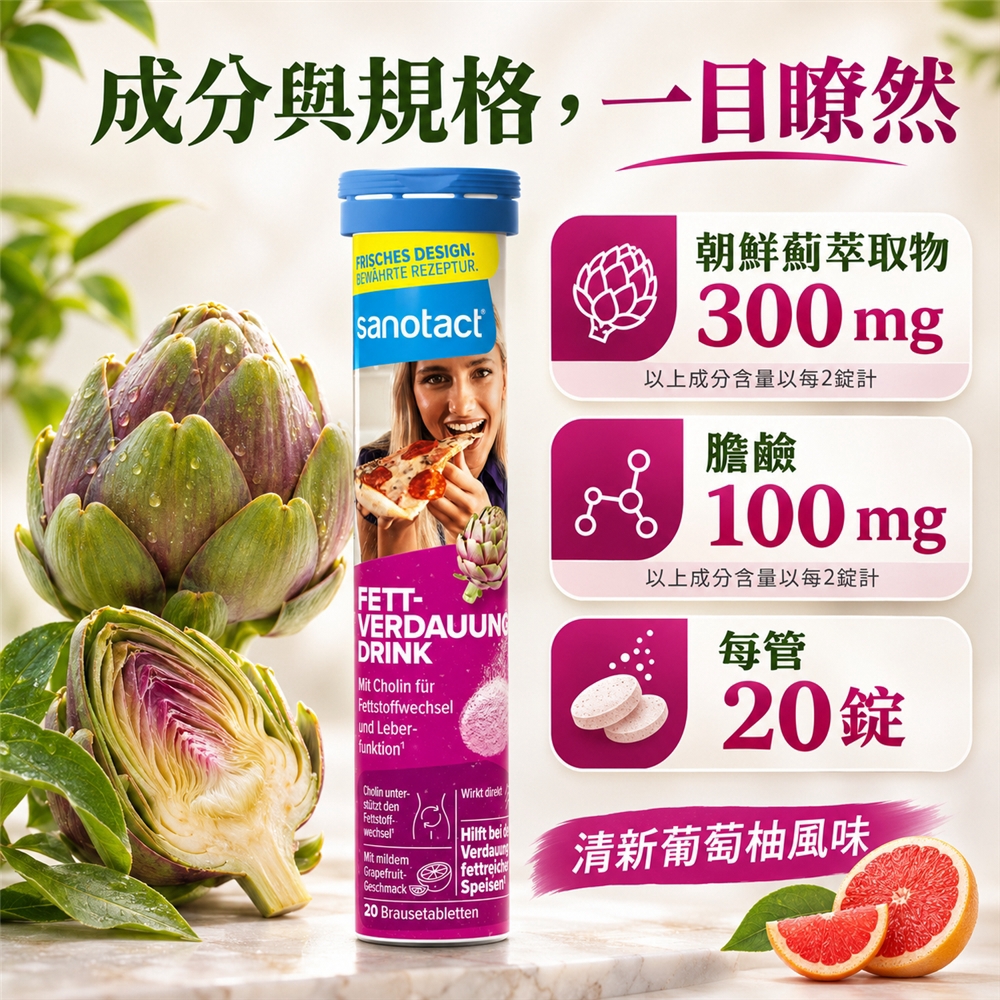 成分與規格，一目瞭然
FRISCHES DESIGN.
BEWÄHRTE REZEPTUR.
sanotact®
FETT-
VERDAUUNG
DRINK
Mit Cholin für
Fettstoffwechsel
und Leber-
funktion¹
Cholin unter-
stützt den
Fettstoff-
wechsel¹
Mit mildem
Grapefruit-
Geschmack
Wirkt direkt
Hilft bei de
Verdauung
fettreiche
Speisen¹
20 Brausetabletten
朝鮮薊萃取物
300 mg
以上成分含量以每2錠計
膽鹼
100 mg
以上成分含量以每2錠計
每管
20錠
清新葡萄柚風味